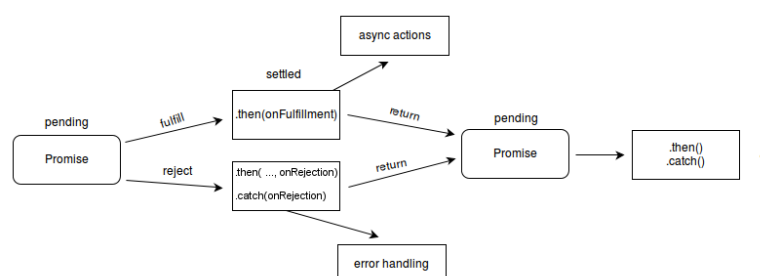 async actions
settled
pending
fulfill
.then(onFulfillment)
return
pending
Promise
Promise
.then()
.catch()
reject
.then( ..., onRejection)
.catch(onRejection)
return
error handling